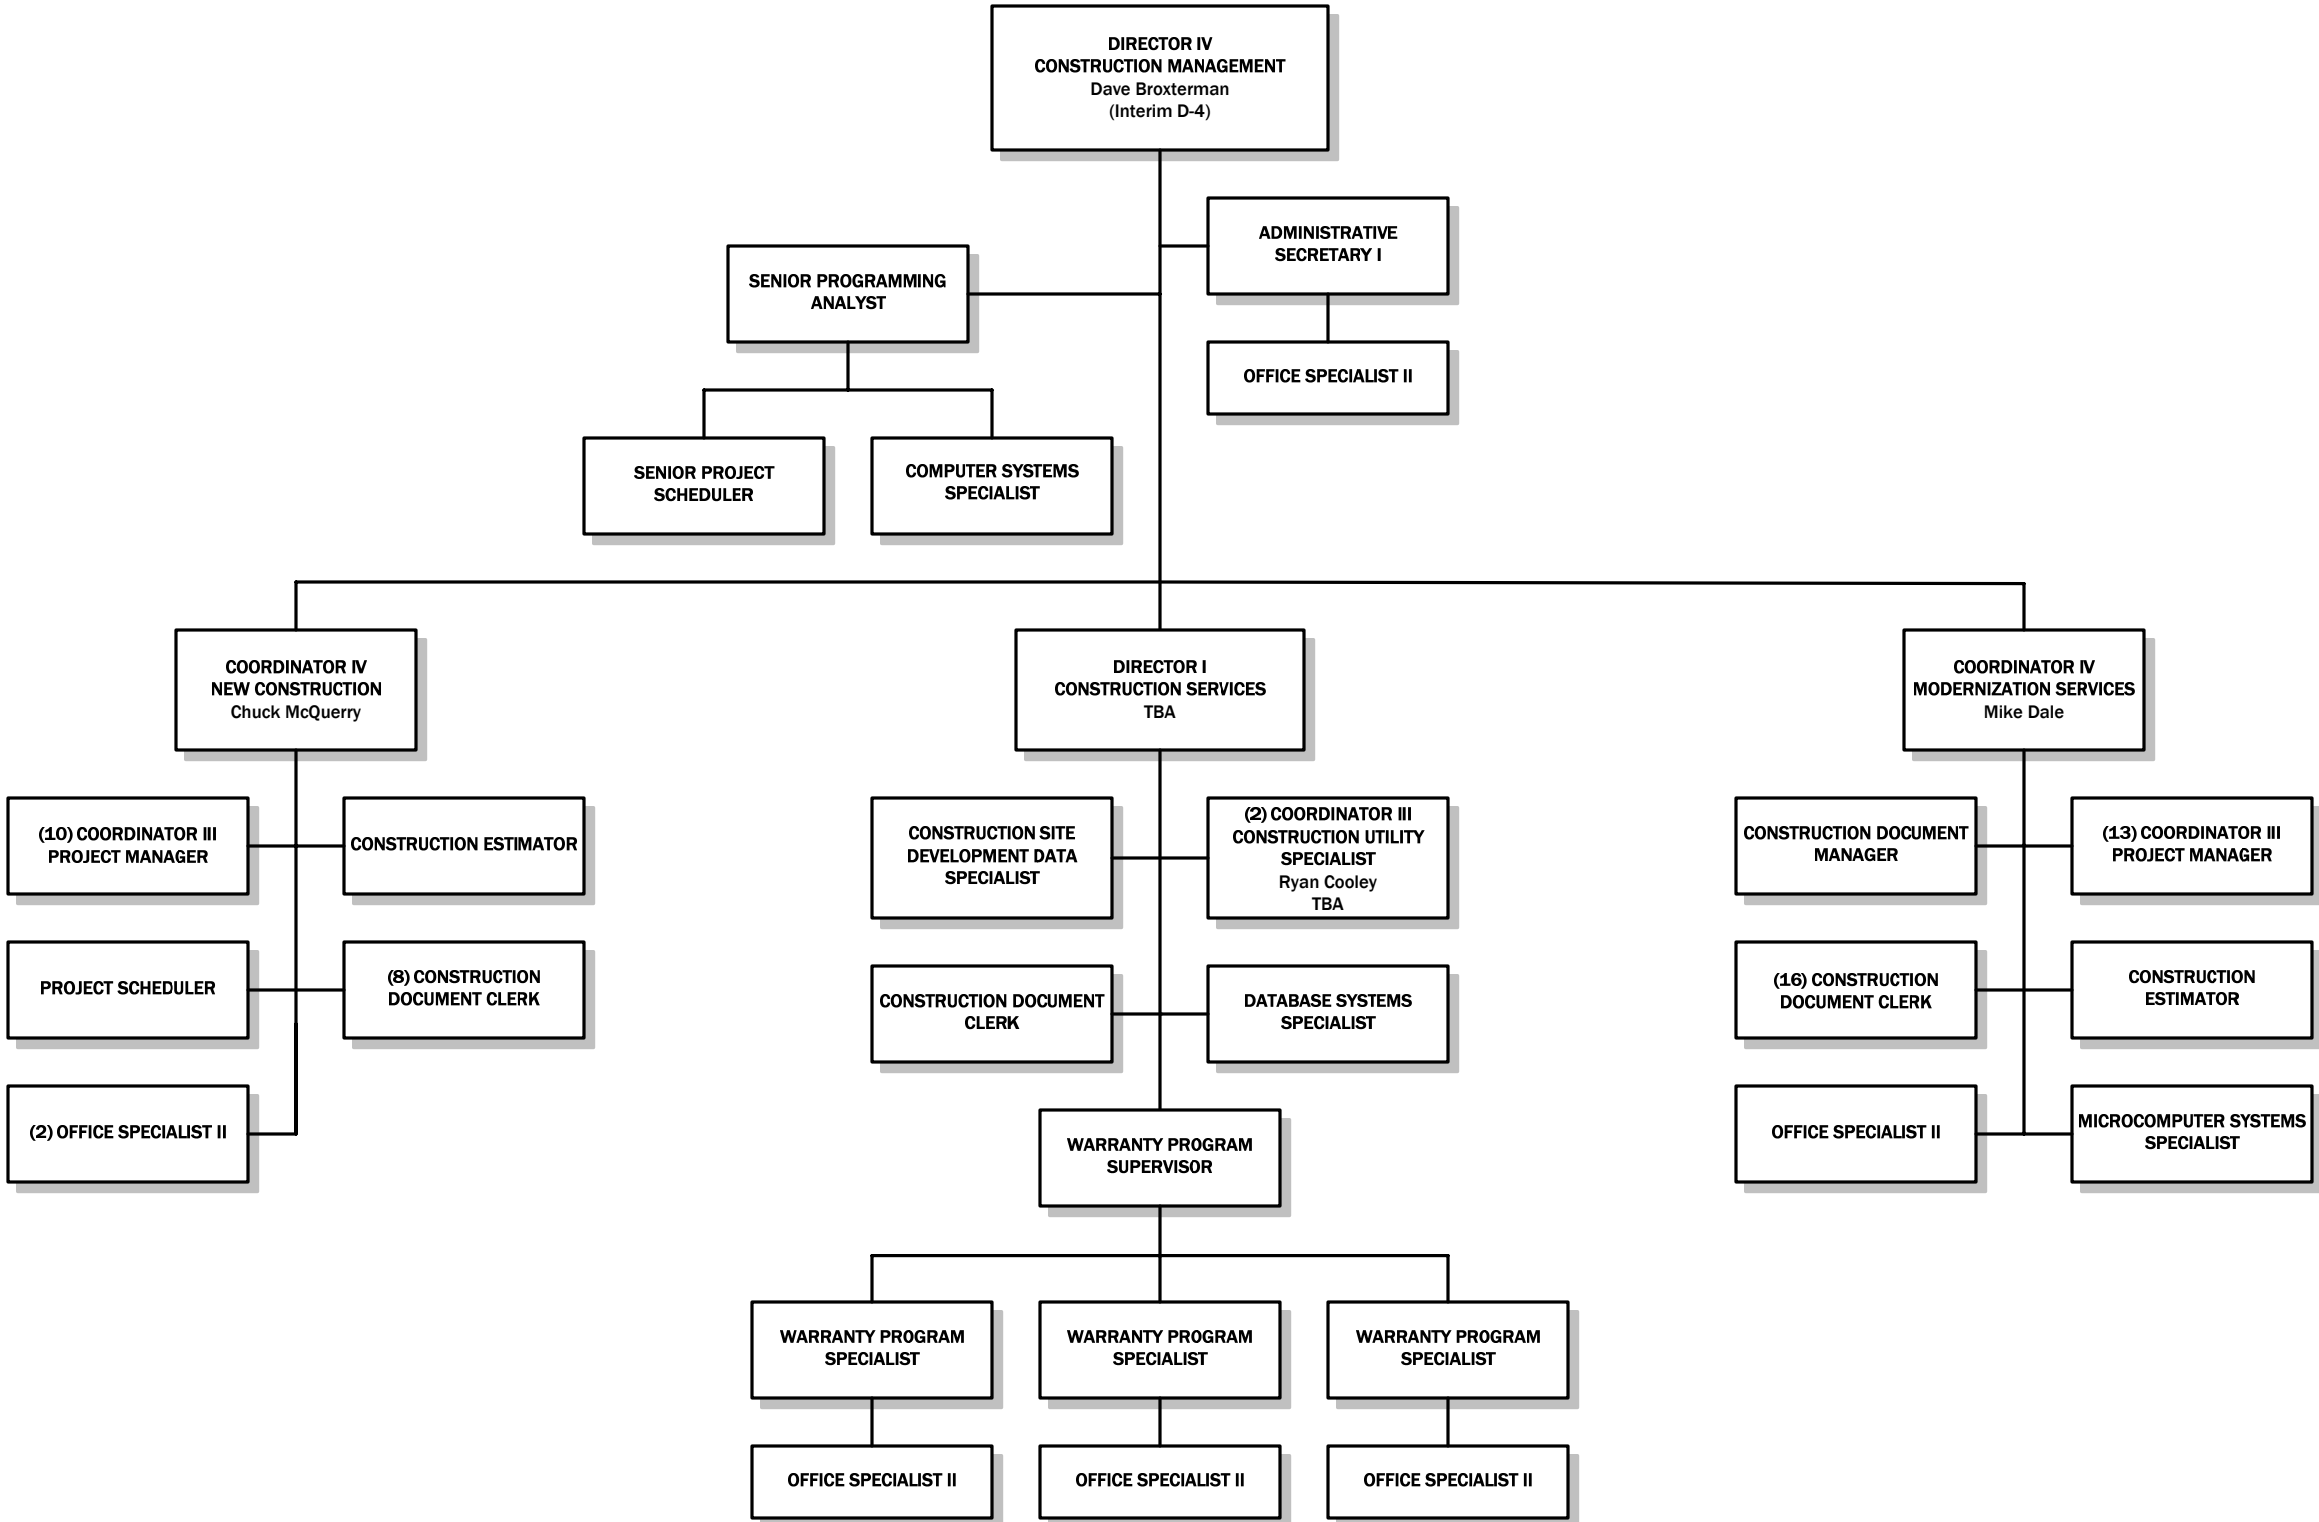 DIRECTOR IV
CONSTRUCTION MANAGEMENT
Dave Broxterman
(Interim D-4)
ADMINISTRATIVE
SECRETARY I
SENIOR PROGRAMMING
ANALYST
OFFICE SPECIALIST II
SENIOR PROJECT
SCHEDULER
COMPUTER SYSTEMS
SPECIALIST
COORDINATOR IV
NEW CONSTRUCTION
Chuck McQuerry
DIRECTOR I
CONSTRUCTION SERVICES
TBA
COORDINATOR IV
MODERNIZATION SERVICES
Mike Dale
(10) COORDINATOR III
PROJECT MANAGER
CONSTRUCTION ESTIMATOR
CONSTRUCTION SITE
DEVELOPMENT DATA
SPECIALIST
(2) COORDINATOR III
CONSTRUCTION UTILITY
SPECIALIST
Ryan Cooley
TBA
CONSTRUCTION DOCUMENT
MANAGER
(13) COORDINATOR III
PROJECT MANAGER
PROJECT SCHEDULER
(8) CONSTRUCTION
DOCUMENT CLERK
CONSTRUCTION DOCUMENT
CLERK
DATABASE SYSTEMS
SPECIALIST
(16) CONSTRUCTION
DOCUMENT CLERK
CONSTRUCTION
ESTIMATOR
(2) OFFICE SPECIALIST II
WARRANTY PROGRAM
SUPERVISOR
OFFICE SPECIALIST II
MICROCOMPUTER SYSTEMS
SPECIALIST
WARRANTY PROGRAM
SPECIALIST
WARRANTY PROGRAM
SPECIALIST
WARRANTY PROGRAM
SPECIALIST
OFFICE SPECIALIST II
OFFICE SPECIALIST II
OFFICE SPECIALIST II